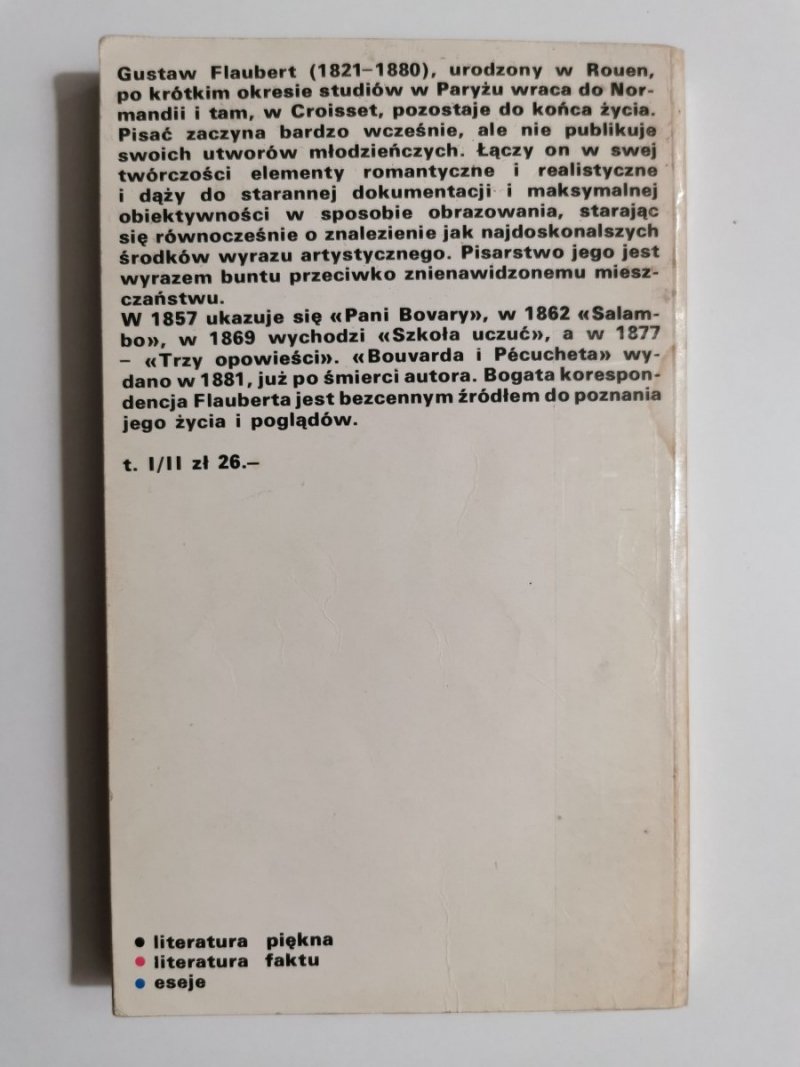 Gustaw Flaubert (1821–1880), urodzony w Rouen,
po krótkim okresie studiów w Paryżu wraca do Nor-
mandii i tam, w Croisset, pozostaje do końca życia.
Pisać zaczyna bardzo wcześnie, ale nie publikuje
swoich utworów młodzieńczych. Łączy on w swej
twórczości elementy romantyczne i realistyczne
i dąży do starannej dokumentacji i maksymalnej
obiektywności w sposobie obrazowania, starając
się równocześnie o znalezienie jak najdoskonalszych
środków wyrazu artystycznego. Pisarstwo jego jest
wyrazem buntu przeciwko znienawidzonemu miesz-
czaństwu.
W 1857 ukazuje się «Pani Bovary», w 1862 «Salam-
bo», w 1869 wychodzi «Szkoła uczuć», a w 1877
– «Trzy opowieści». «Bouvarda i Pécucheta» wy-
dano w 1881, już po śmierci autora. Bogata korespon-
dencja Flauberta jest bezcennym źródłem do poznania
jego życia i poglądów.
t. I/II zł 26.–
• literatura piękna
• literatura faktu
• eseje